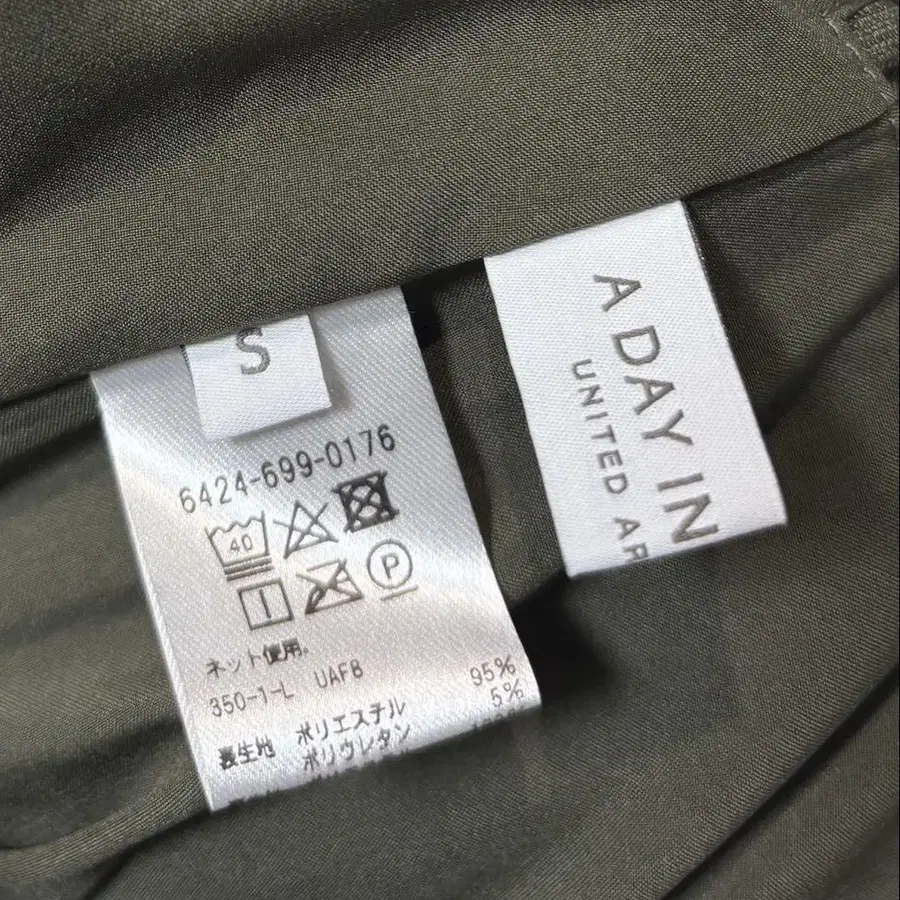 S
6424-699-0176
40
P
ネット使用。
350-1-L UAFB
表生地 ポリエステル 95%
ポリウレタン 5%
A DAY IN
UNITED AR